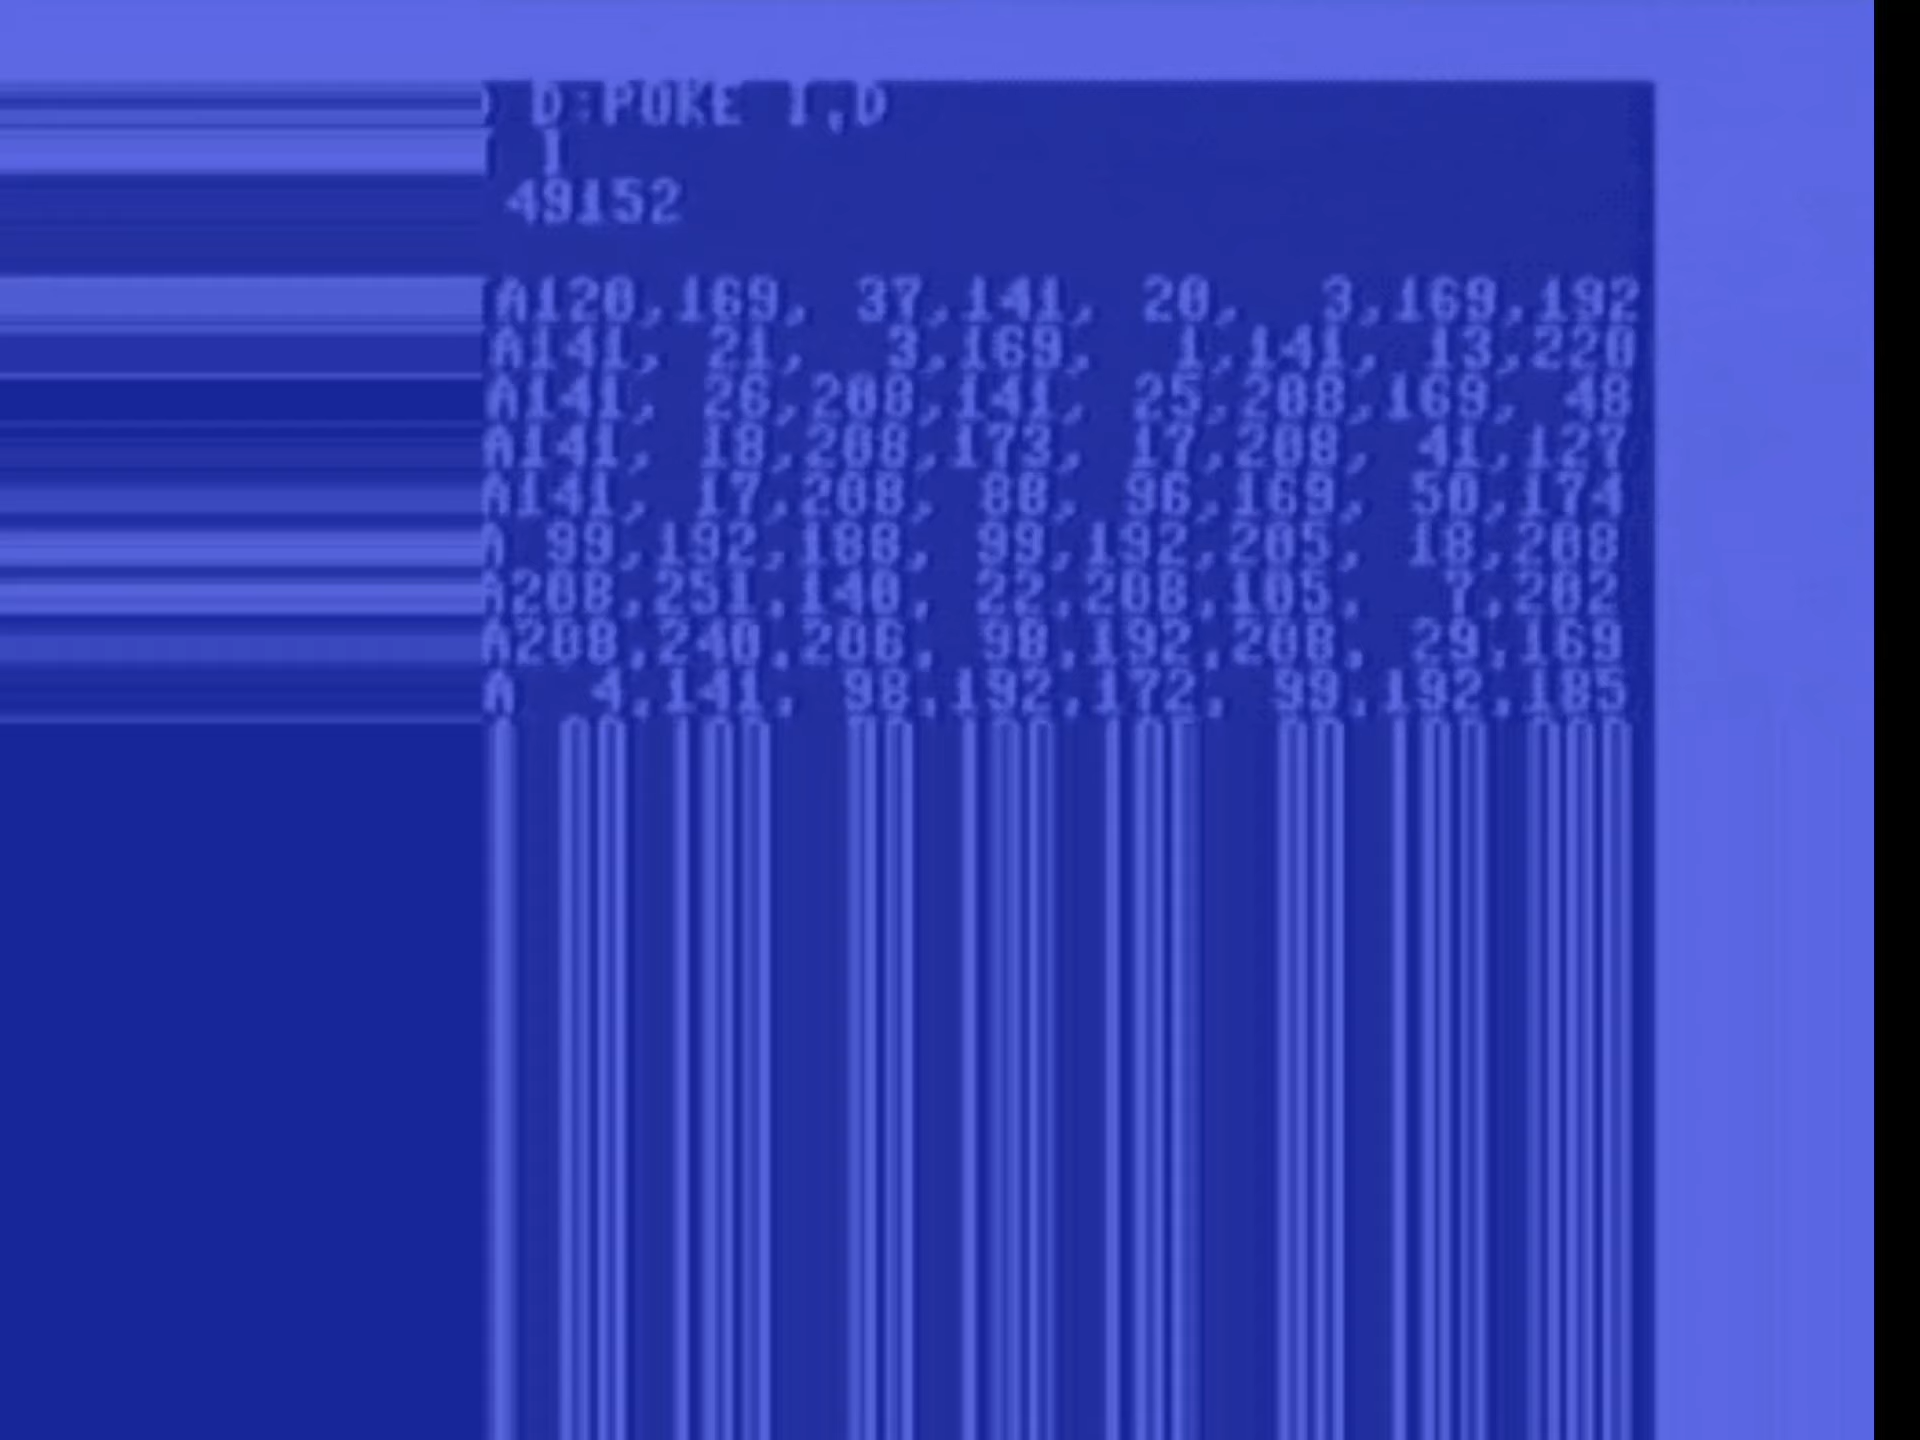 D:POKE I,D
1
49152
A120,169, 37,141, 20,  3,169,192
A141, 21,  3,169,  1,141, 13,220
A141, 26,208,141, 25,208,169, 48
A141, 18,208,173, 17,208, 41,127
A141, 17,208, 88, 96,169, 50,174
A 99,192,188, 99,192,205, 18,208
A208,251,140, 22,208,105,  7,202
A208,240,206, 98,192,208, 29,169
A  4,141, 98,192,172, 99,192,185